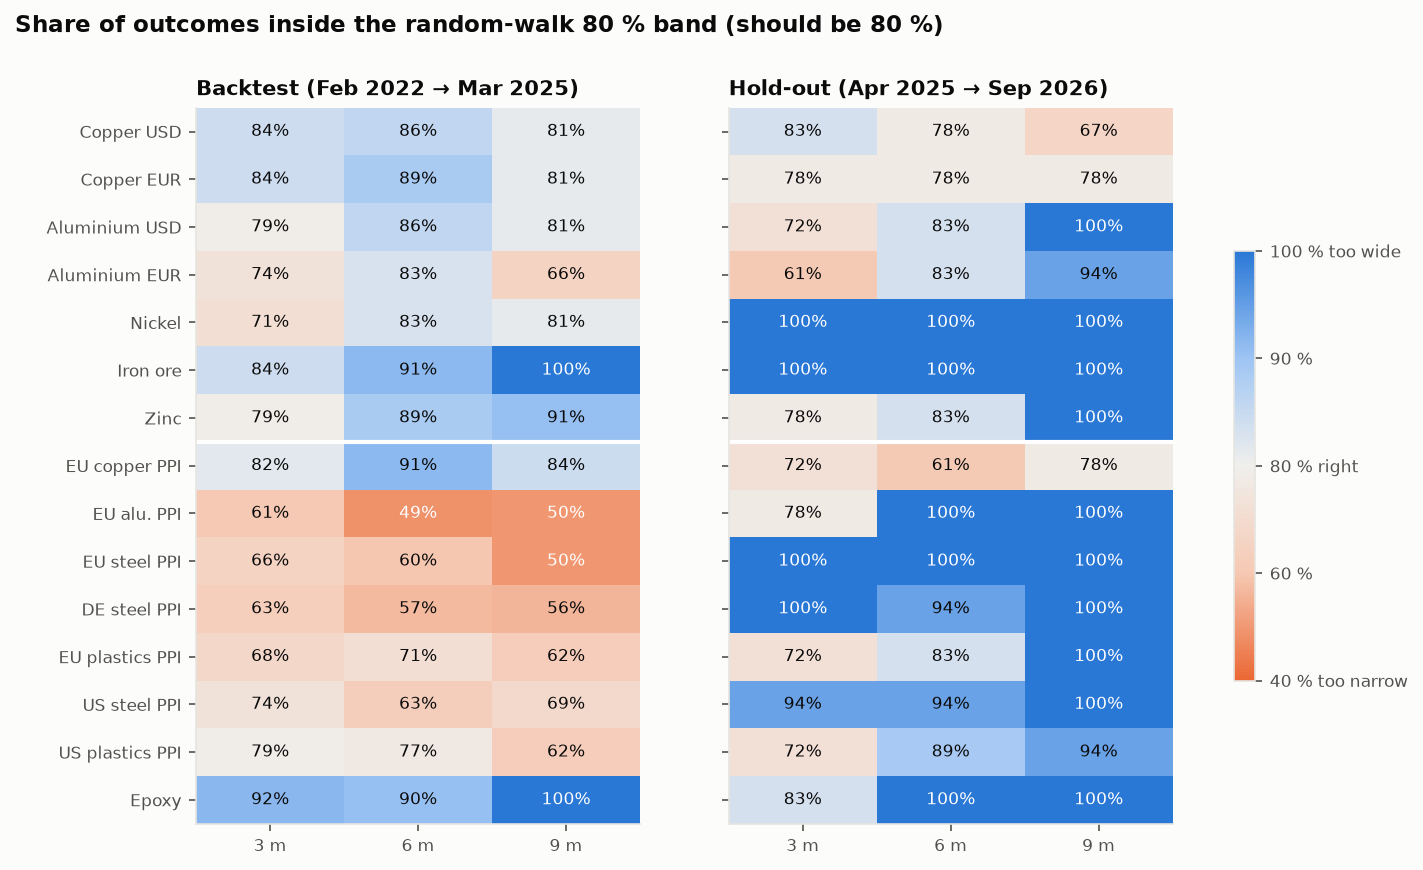 Share of outcomes inside the random-walk 80 % band (should be 80 %)
Backtest (Feb 2022 → Mar 2025)
Hold-out (Apr 2025 → Sep 2026)
Copper USD 84% 86% 81% 83% 78% 67%
Copper EUR 84% 89% 81% 78% 78% 78%
Aluminium USD 79% 86% 81% 72% 83% 100%
Aluminium EUR 74% 83% 66% 61% 83% 94%
Nickel 71% 83% 81% 100% 100% 100%
Iron ore 84% 91% 100% 100% 100% 100%
Zinc 79% 89% 91% 78% 83% 100%
EU copper PPI 82% 91% 84% 72% 61% 78%
EU alu. PPI 61% 49% 50% 78% 100% 100%
EU steel PPI 66% 60% 50% 100% 100% 100%
DE steel PPI 63% 57% 56% 100% 94% 100%
EU plastics PPI 68% 71% 62% 72% 83% 100%
US steel PPI 74% 63% 69% 94% 94% 100%
US plastics PPI 79% 77% 62% 72% 89% 94%
Epoxy 92% 90% 100% 83% 100% 100%
3 m 6 m 9 m 3 m 6 m 9 m
100 % too wide
90 %
80 % right
60 %
40 % too narrow